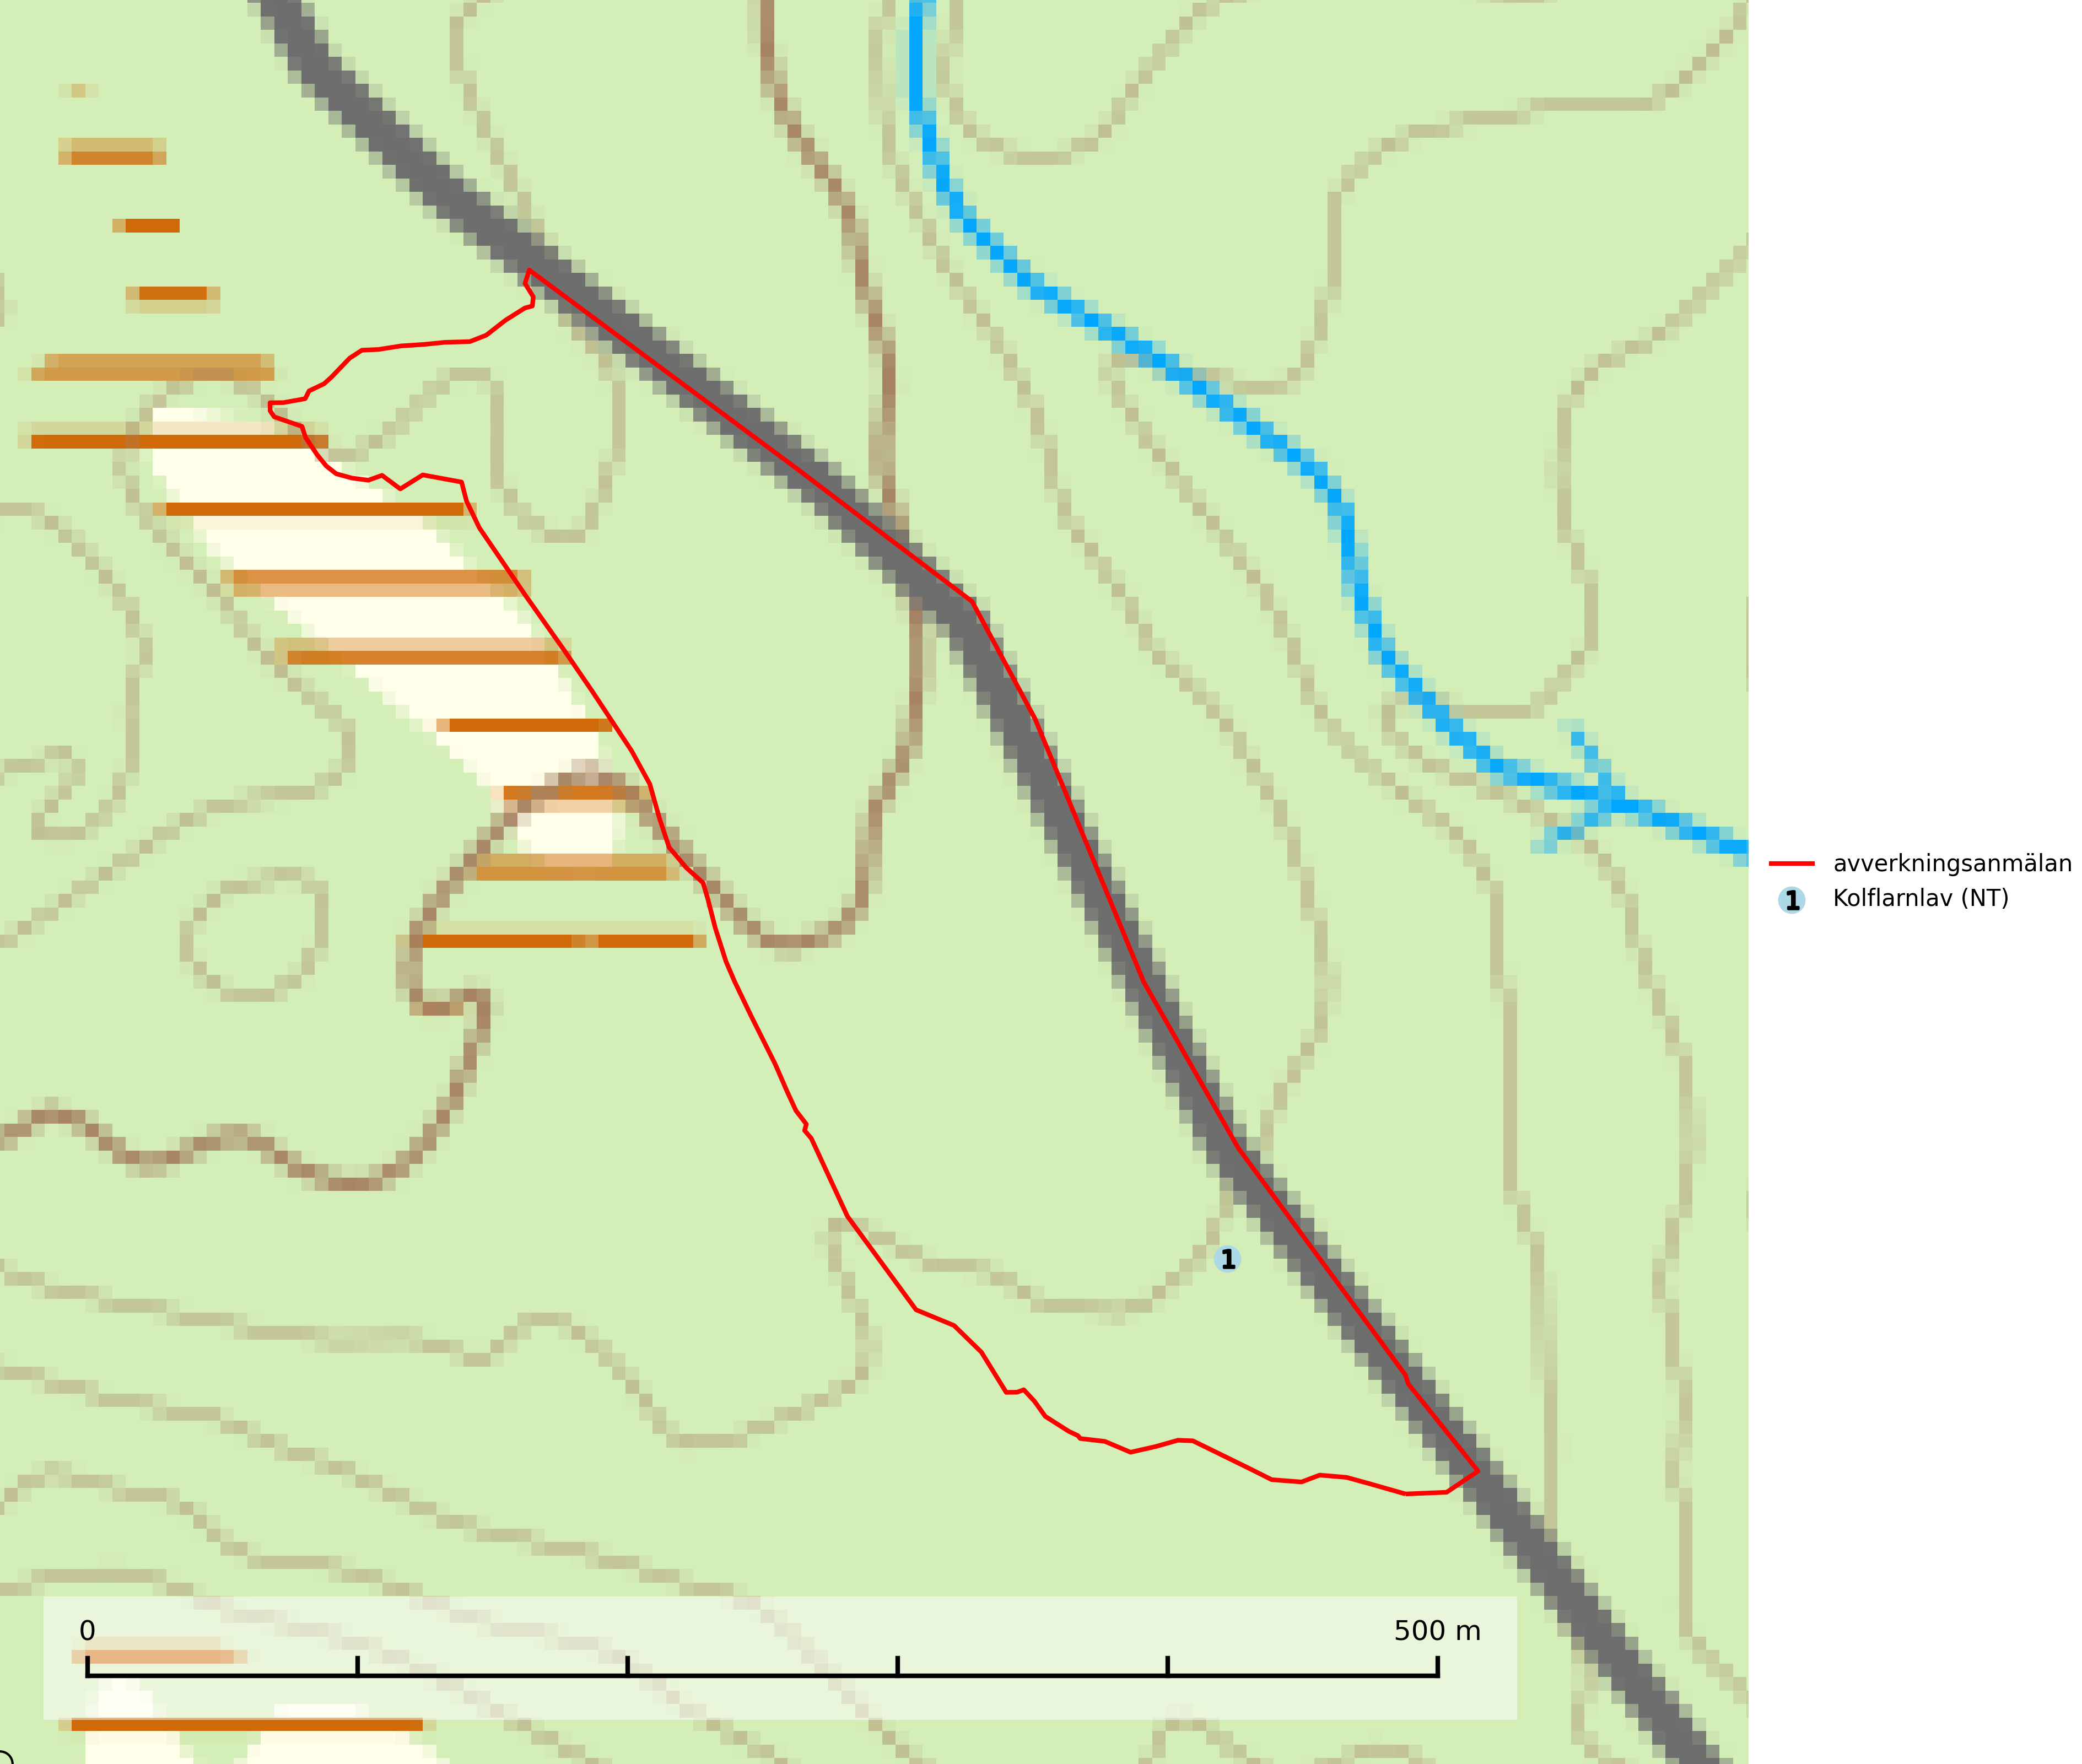 avverkningsanmälan
1 Kolflarnlav (NT)
1
0 500 m